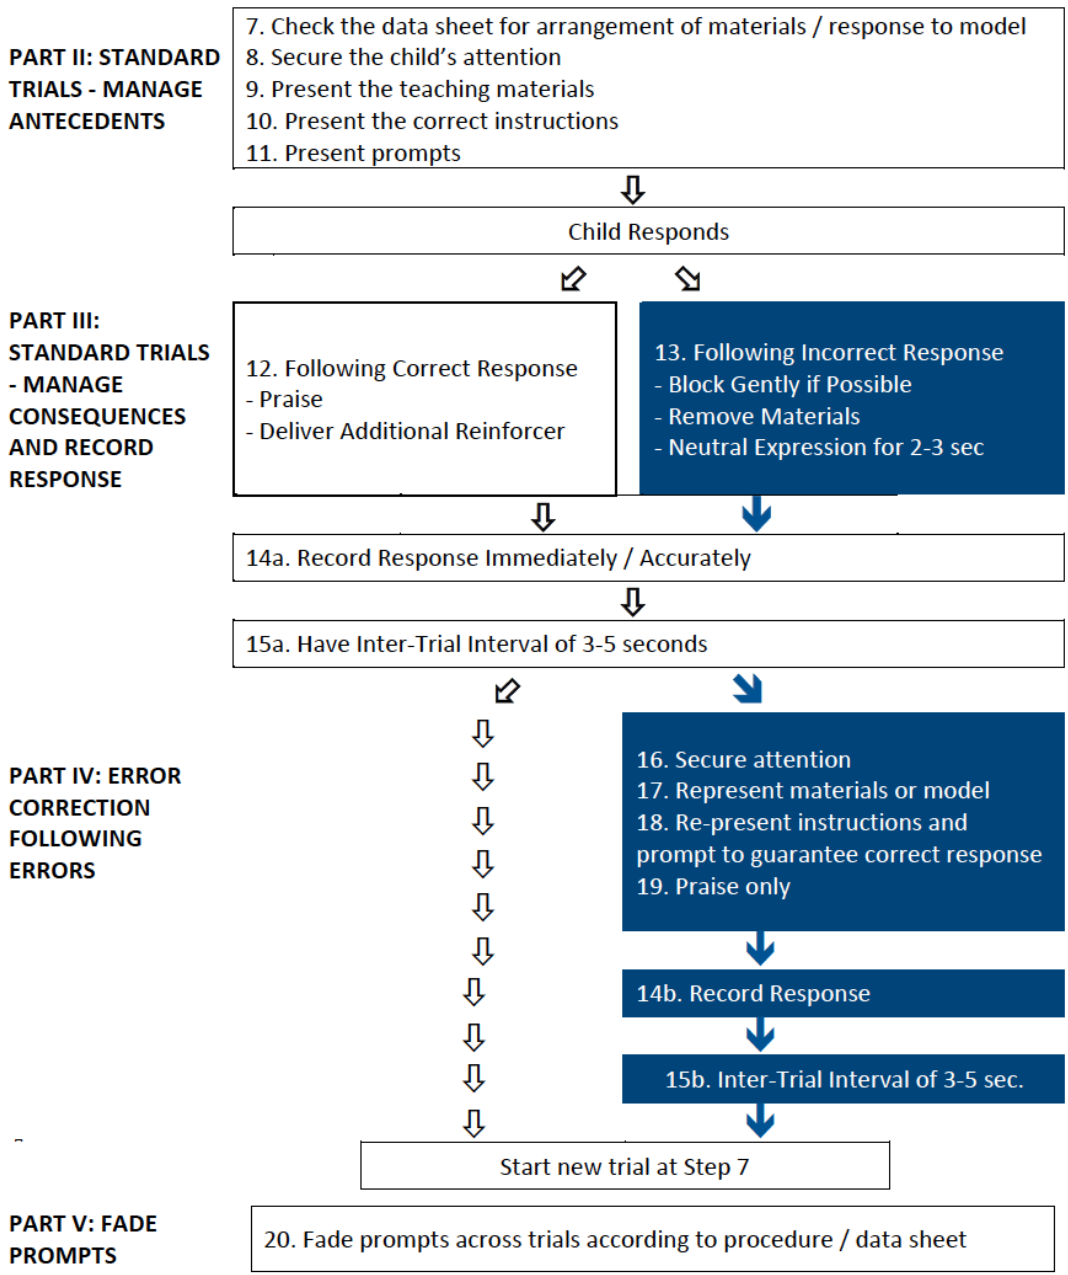 PART II: STANDARD
TRIALS - MANAGE
ANTECEDENTS
7. Check the data sheet for arrangement of materials / response to model
8. Secure the child’s attention
9. Present the teaching materials
10. Present the correct instructions
11. Present prompts
Child Responds
PART III:
STANDARD TRIALS
- MANAGE
CONSEQUENCES
AND RECORD
RESPONSE
12. Following Correct Response
- Praise
- Deliver Additional Reinforcer
13. Following Incorrect Response
- Block Gently if Possible
- Remove Materials
- Neutral Expression for 2-3 sec
14a. Record Response Immediately / Accurately
15a. Have Inter-Trial Interval of 3-5 seconds
PART IV: ERROR
CORRECTION
FOLLOWING
ERRORS
16. Secure attention
17. Represent materials or model
18. Re-present instructions and
prompt to guarantee correct response
19. Praise only
14b. Record Response
15b. Inter-Trial Interval of 3-5 sec.
Start new trial at Step 7
PART V: FADE
PROMPTS
20. Fade prompts across trials according to procedure / data sheet